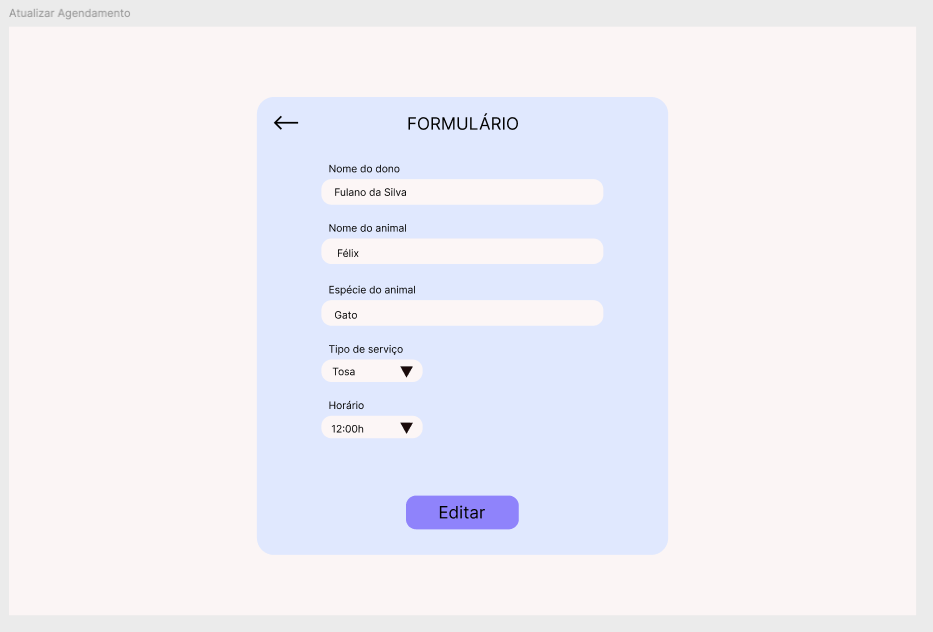 Atualizar Agendamento
FORMULÁRIO
Nome do dono
Fulano da Silva
Nome do animal
Félix
Espécie do animal
Gato
Tipo de serviço
Tosa
Horário
12:00h
Editar